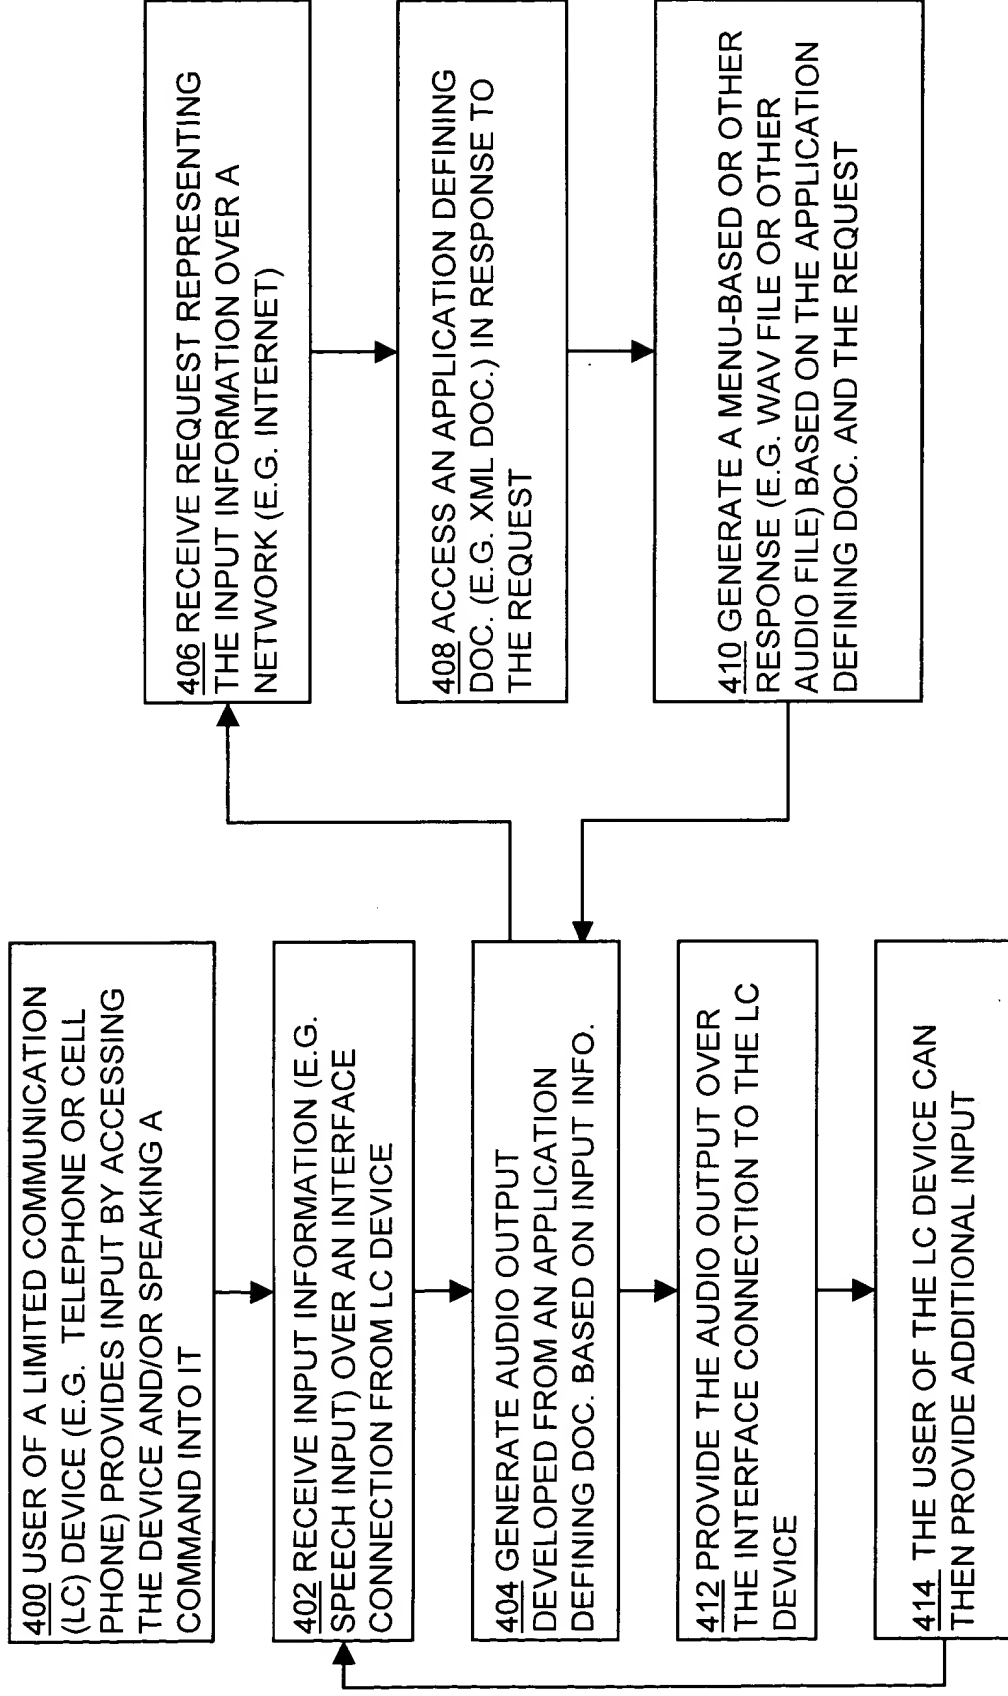 400 USER OF A LIMITED COMMUNICATION
(LC) DEVICE (E.G. TELEPHONE OR CELL
PHONE) PROVIDES INPUT BY ACCESSING
THE DEVICE AND/OR SPEAKING A
COMMAND INTO IT
402 RECEIVE INPUT INFORMATION (E.G.
SPEECH INPUT) OVER AN INTERFACE
CONNECTION FROM LC DEVICE
404 GENERATE AUDIO OUTPUT
DEVELOPED FROM AN APPLICATION
DEFINING DOC. BASED ON INPUT INFO.
412 PROVIDE THE AUDIO OUTPUT OVER
THE INTERFACE CONNECTION TO THE LC
DEVICE
414 THE USER OF THE LC DEVICE CAN
THEN PROVIDE ADDITIONAL INPUT
406 RECEIVE REQUEST REPRESENTING
THE INPUT INFORMATION OVER A
NETWORK (E.G. INTERNET)
408 ACCESS AN APPLICATION DEFINING
DOC. (E.G. XML DOC.) IN RESPONSE TO
THE REQUEST
410 GENERATE A MENU-BASED OR OTHER
RESPONSE (E.G. WAV FILE OR OTHER
AUDIO FILE) BASED ON THE APPLICATION
DEFINING DOC. AND THE REQUEST